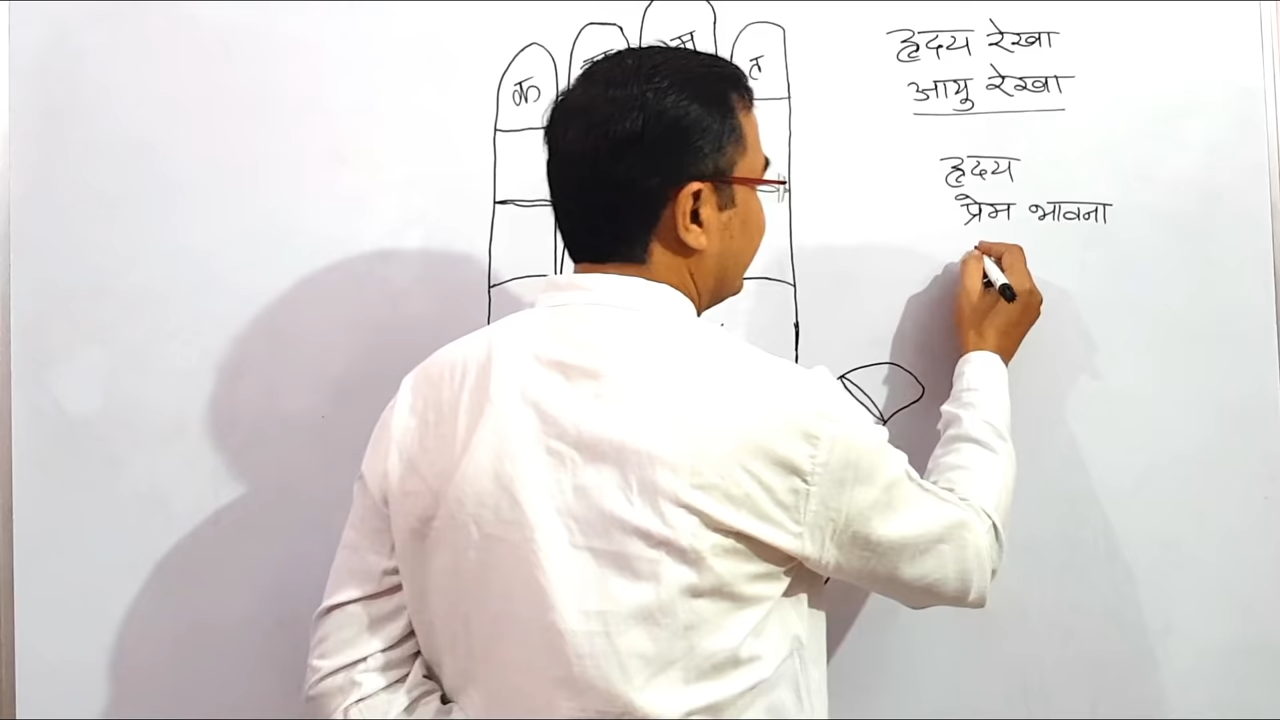 क
म
त
हृदय रेखा
आयु रेखा
हृदय
प्रेम भावना